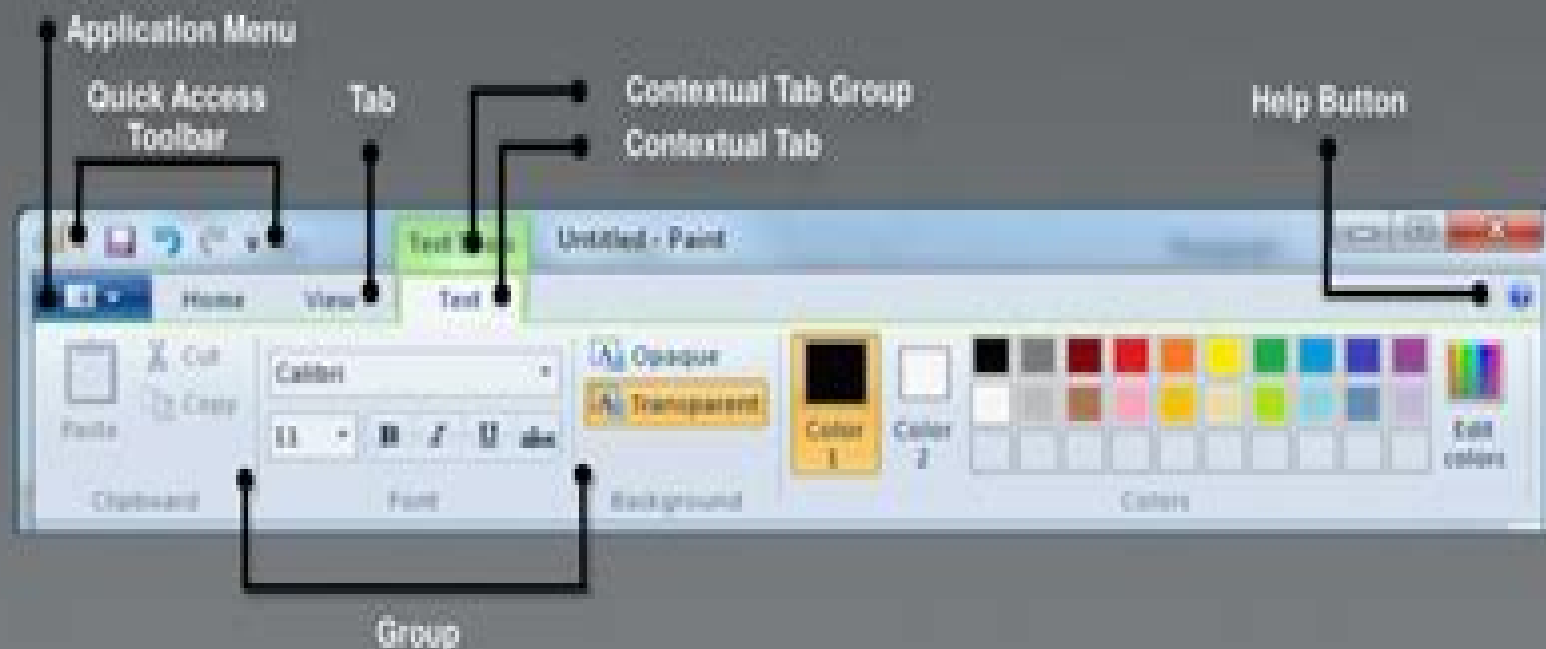 Application Menu
Quick Access
Toolbar
Tab
Contextual Tab Group
Contextual Tab
Help Button
Text
Untitled - Paint
Home
View
Text
Paste
Cut
Copy
Clipboard
Calibri
11
B I U abc
Font
Opaque
Transparent
Background
Color
1
Color
2
Edit
colors
Colors
Group